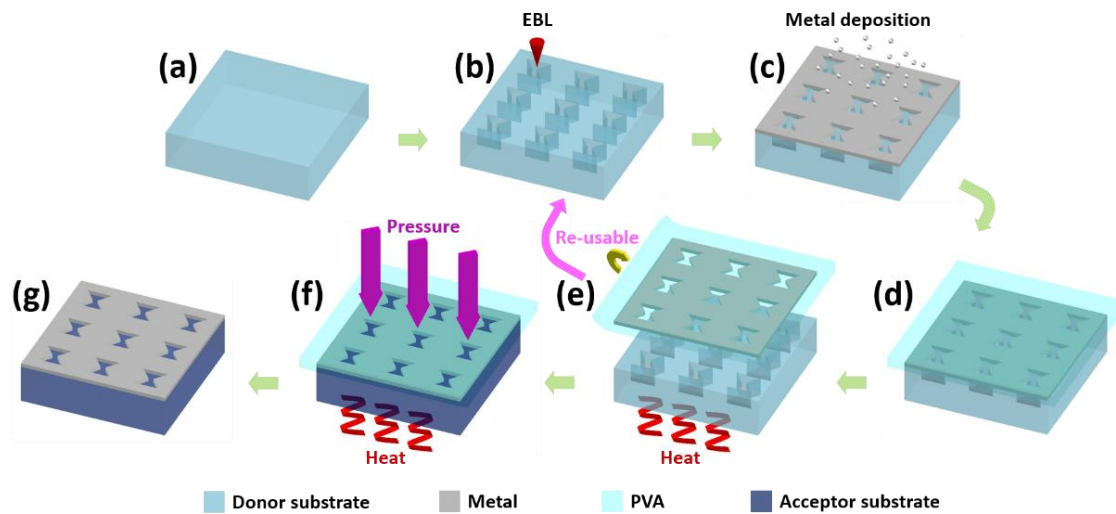 EBL
Metal deposition
(a)
(b)
(c)
Pressure
Re-usable
(g)
(f)
(e)
(d)
Heat
Heat
Donor substrate
Metal
PVA
Acceptor substrate